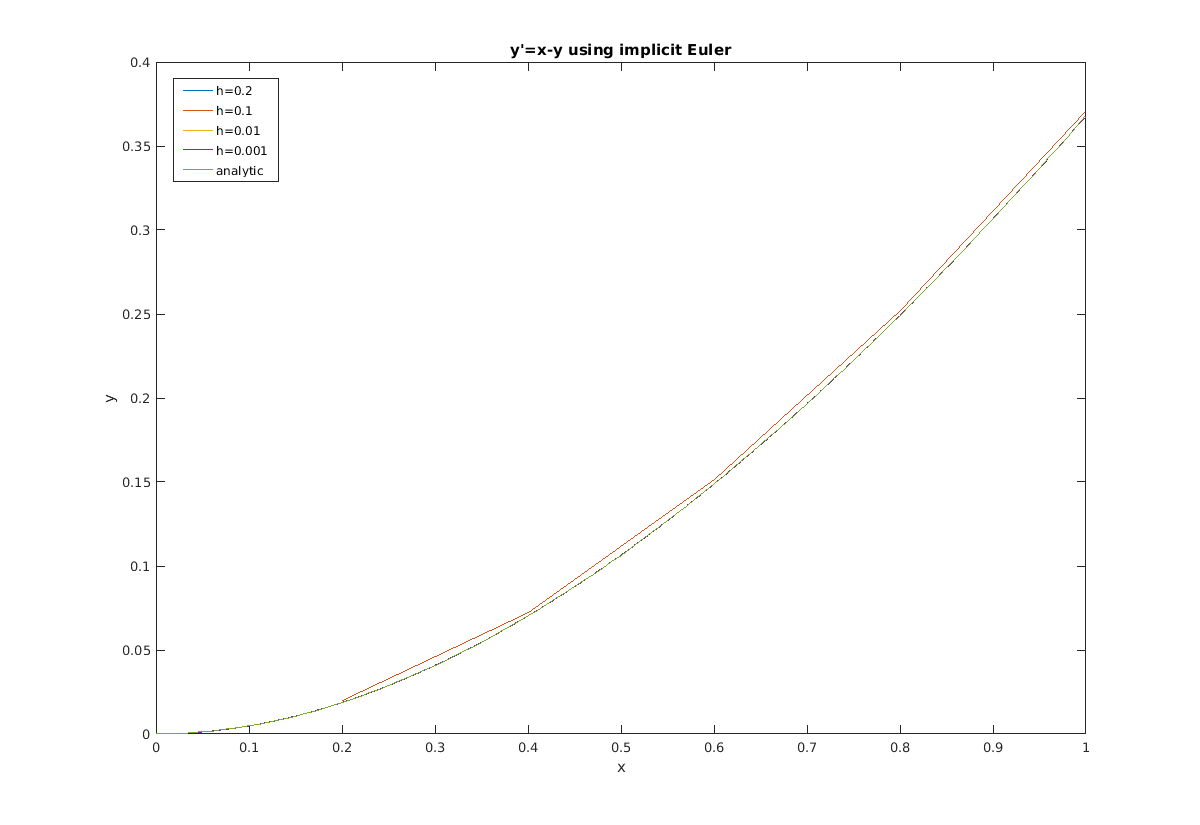 y'=x-y using implicit Euler
0.4
0.35
0.3
0.25
0.2
0.15
0.1
0.05
0
h=0.2
h=0.1
h=0.01
h=0.001
analytic
y
0 0.1 0.2 0.3 0.4 0.5 0.6 0.7 0.8 0.9 1
x